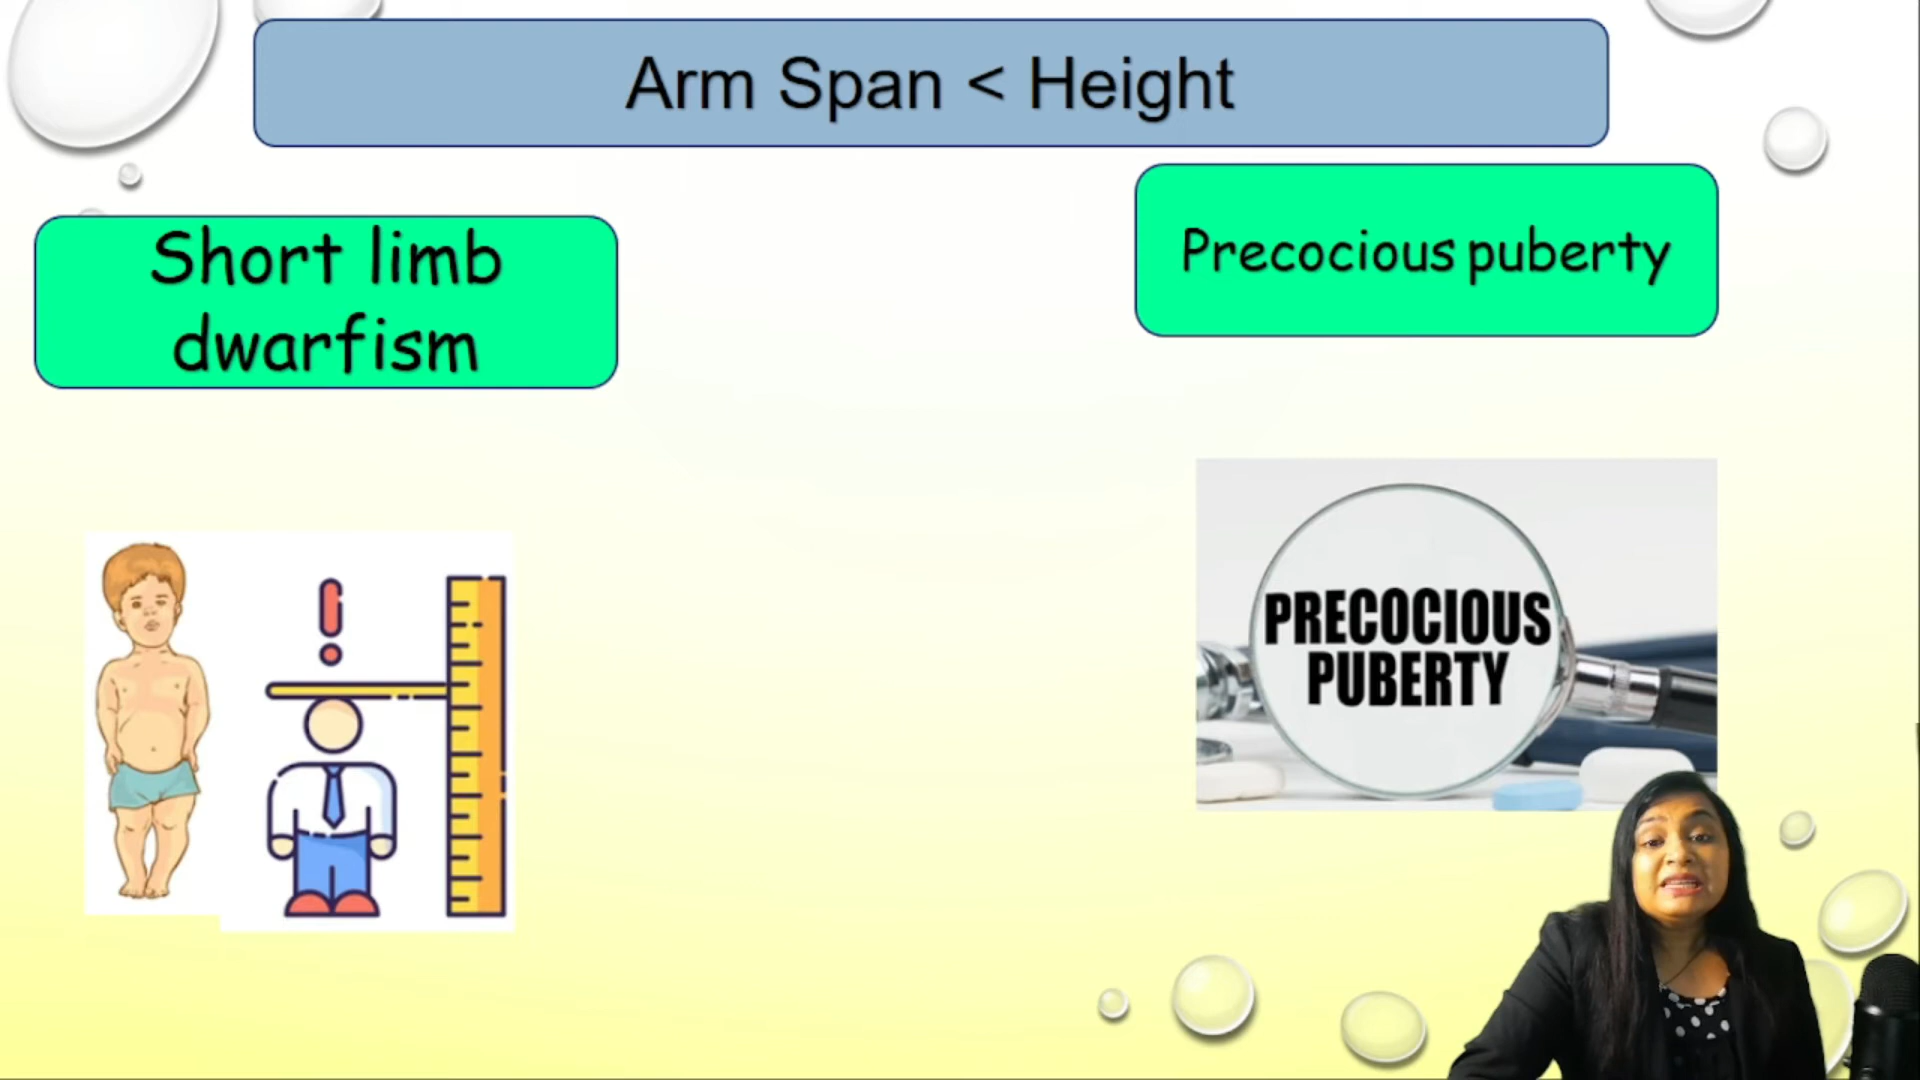 Arm Span < Height
Short limb
dwarfism
Precocious puberty
PRECOCIOUS
PUBERTY